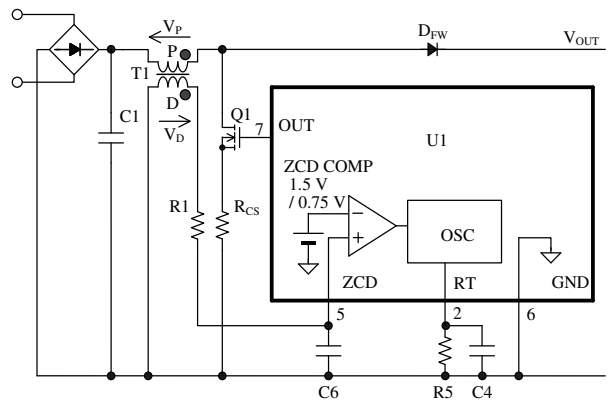 V_P
D_FW
V_OUT
P
T1
D
V_D
C1
Q1
7
OUT
U1
ZCD COMP
1.5 V
/ 0.75 V
R1
R_CS
−
+
OSC
ZCD
RT
GND
5
2
6
C6
R5
C4